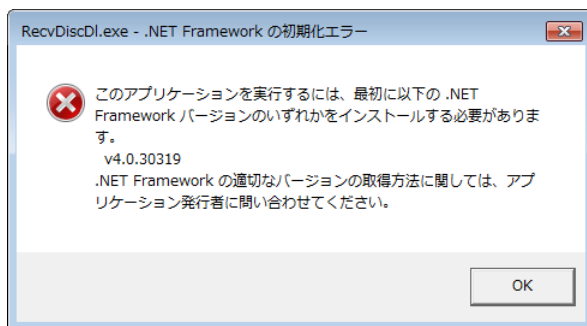 RecvDiscDl.exe - .NET Framework の初期化エラー
このアプリケーションを実行するには、最初に以下の .NET
Framework バージョンのいずれかをインストールする必要がありま
す。
v4.0.30319
.NET Framework の適切なバージョンの取得方法に関しては、アプ
リケーション発行者に問い合わせてください。
OK